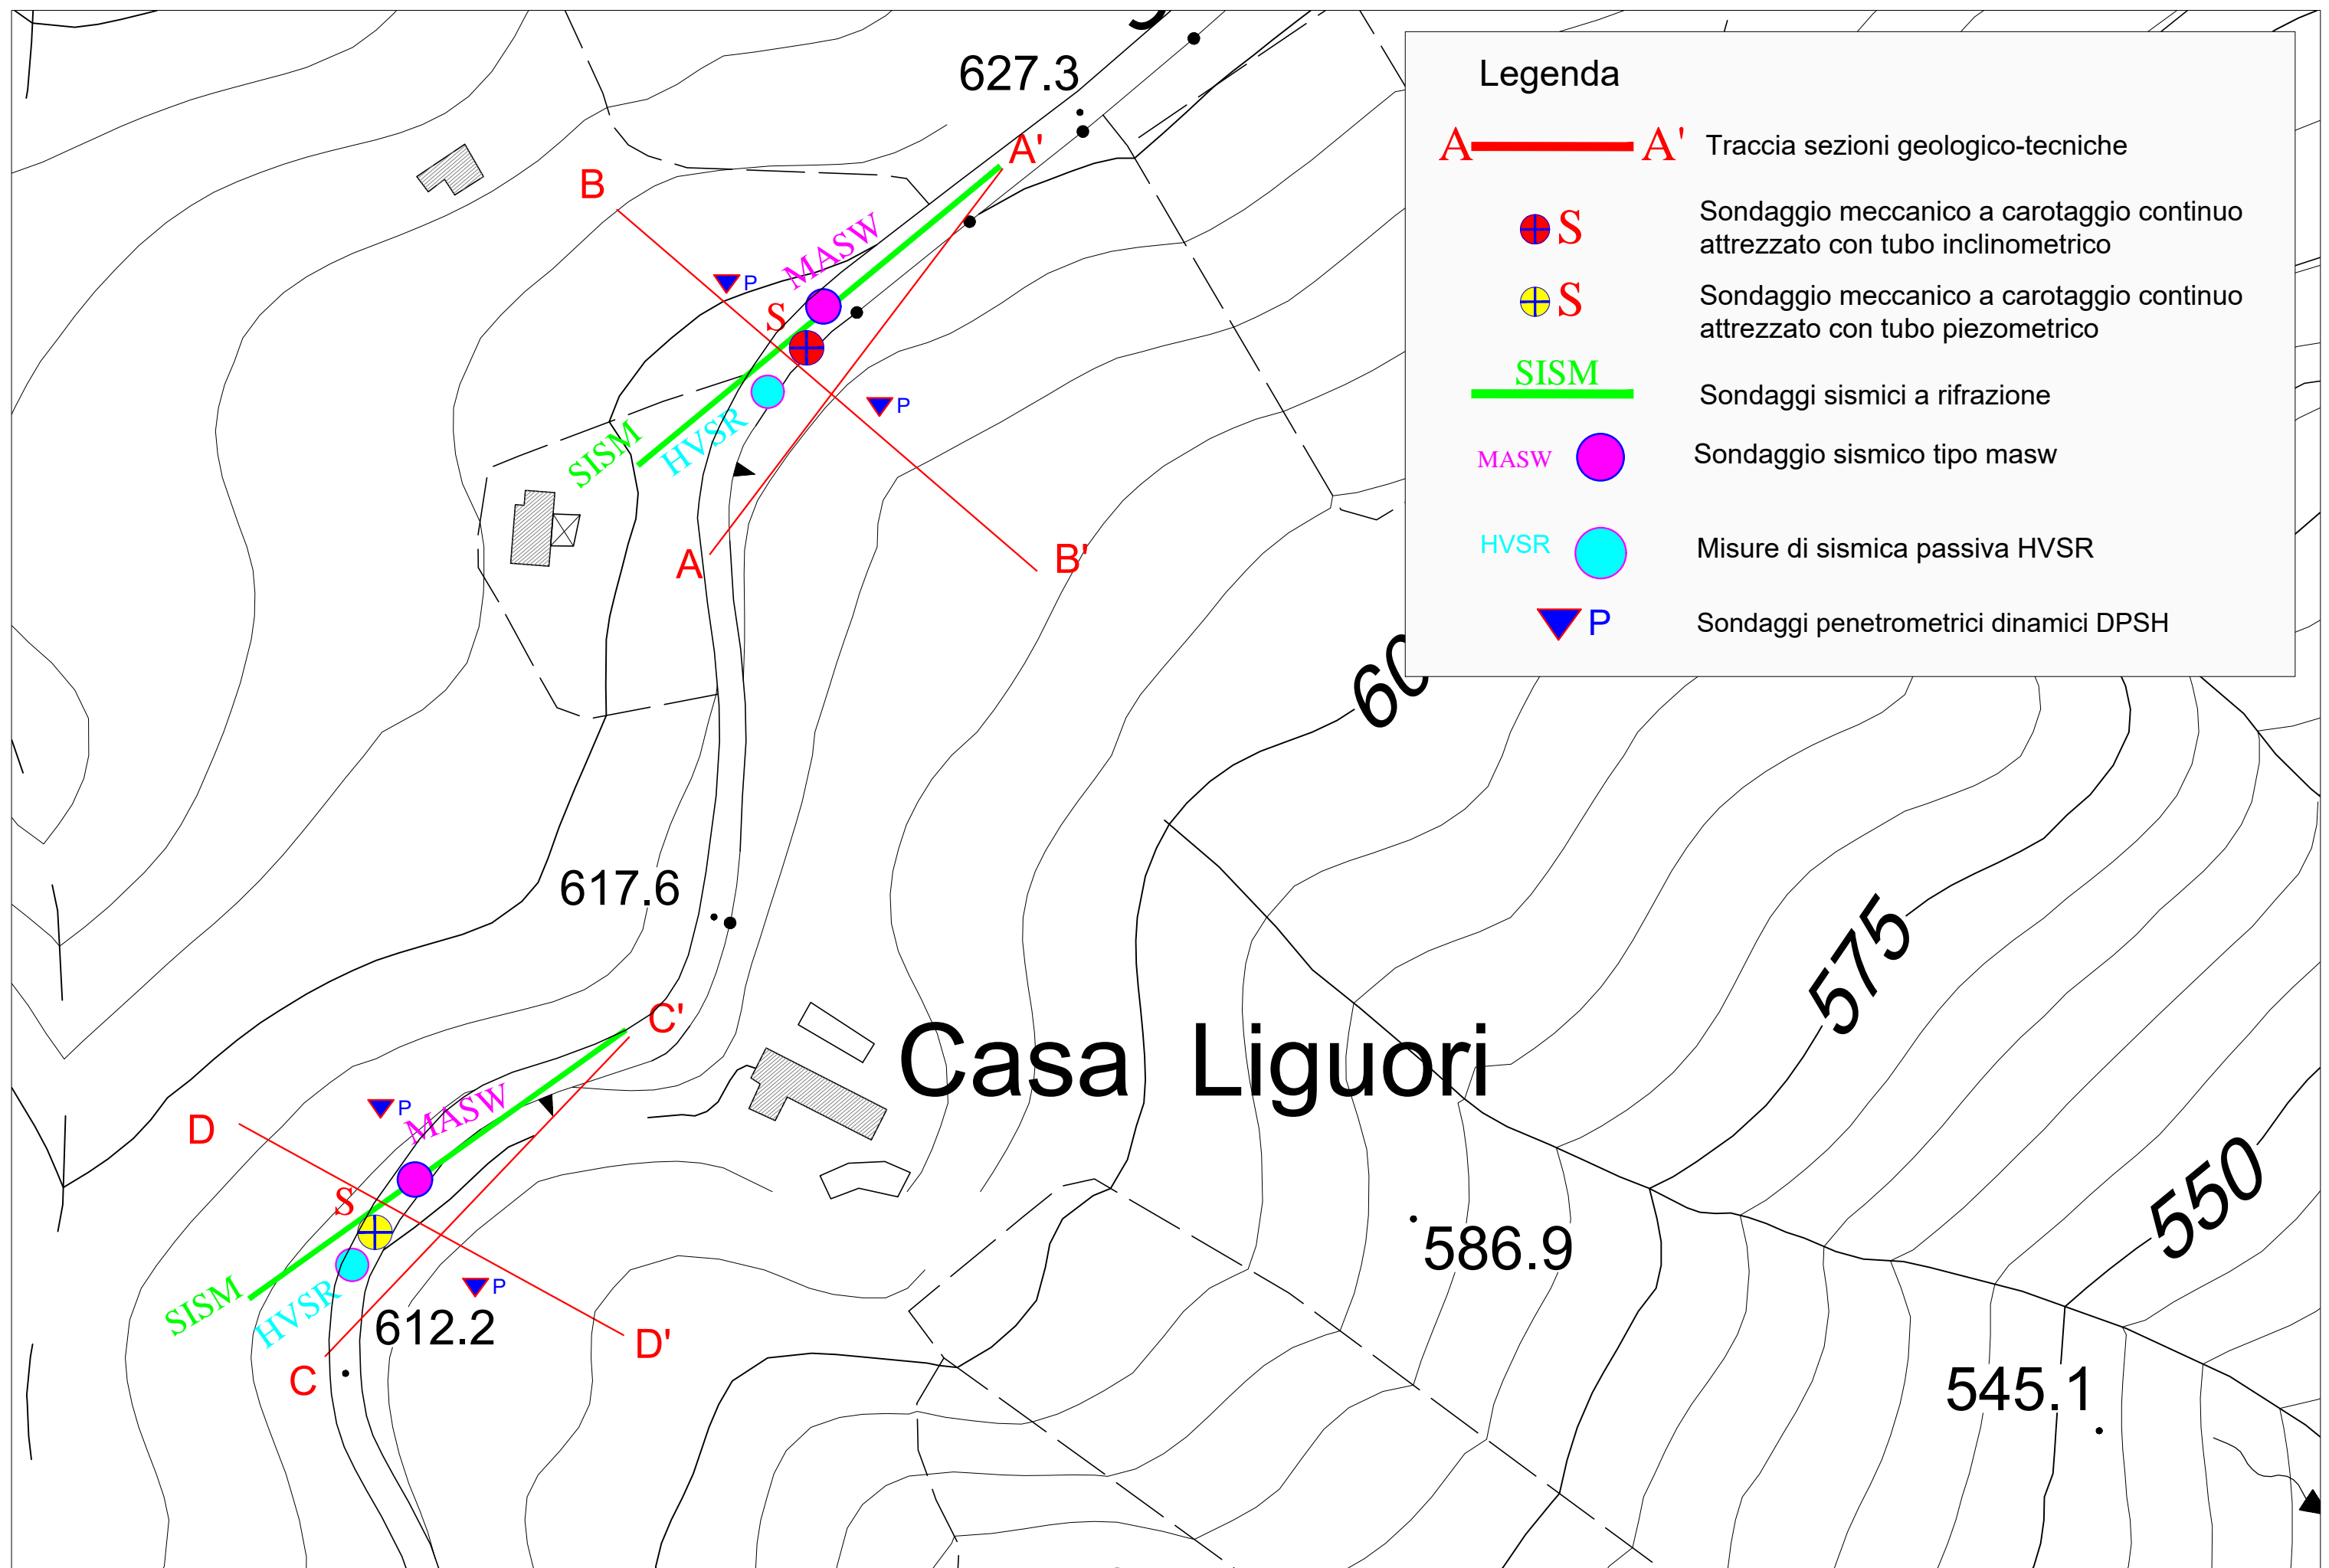 627.3
A'
B
MASW
P
S
P
SISM
HVSR
A
B'
617.6
C'
Casa Liguori
D
P
MASW
S
SISM
HVSR
P
612.2
D'
C
586.9
575
550
545.1
Legenda
A A' Traccia sezioni geologico-tecniche
S Sondaggio meccanico a carotaggio continuo
attrezzato con tubo inclinometrico
S Sondaggio meccanico a carotaggio continuo
attrezzato con tubo piezometrico
SISM
Sondaggi sismici a rifrazione
MASW Sondaggio sismico tipo masw
HVSR Misure di sismica passiva HVSR
P Sondaggi penetrometrici dinamici DPSH